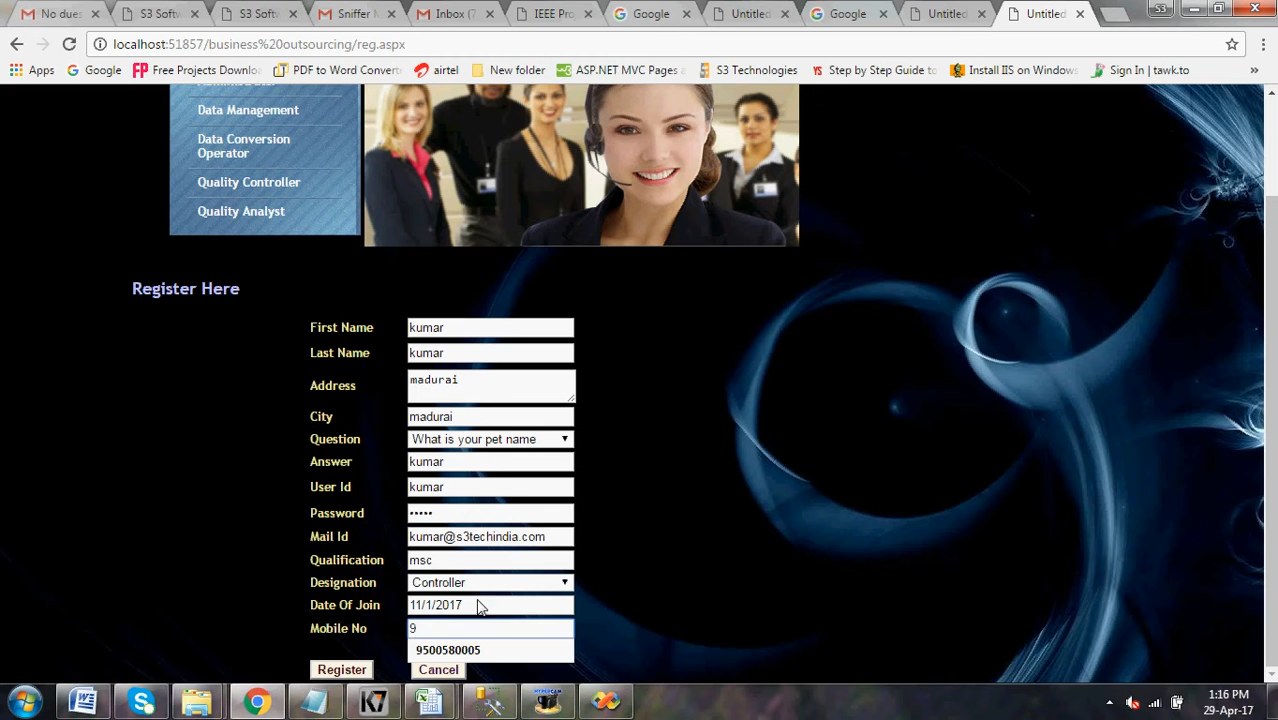 No dues
S3 Softw
S3 Softw
Sniffer
Inbox (7
IEEE Pro
Google
Untitled
Google
Untitled
Untitled
S3
localhost:51857/business%20outsourcing/reg.aspx
Apps
Google
Free Projects Downlo
PDF to Word Convert
airtel
New folder
ASP.NET MVC Pages
S3 Technologies
Step by Step Guide to
Install IIS on Windows
Sign in | tawk.to
»
Data Management
Data Conversion
Operator
Quality Controller
Quality Analyst
Register Here
First Name kumar
Last Name kumar
Address madurai
City madurai
Question What is your pet name
Answer kumar
User Id kumar
Password •••••
Mail Id kumar@s3techindia.com
Qualification msc
Designation Controller
Date Of Join 11/1/2017
Mobile No 9
9500580005
Register Cancel
1:16 PM
29-Apr-17